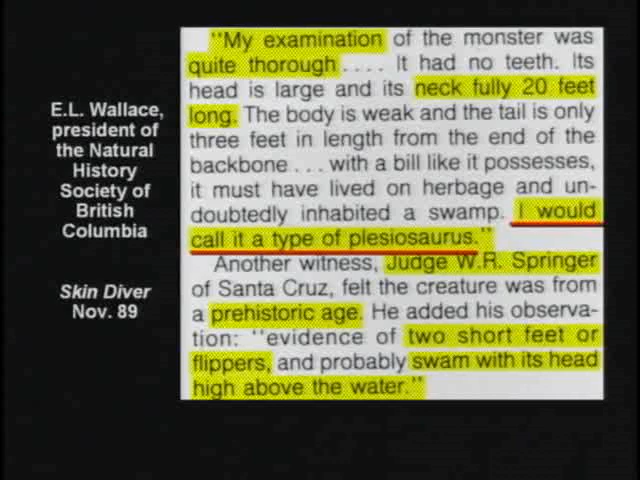 E.L. Wallace,
president of
the Natural
History
Society of
British
Columbia
Skin Diver
Nov. 89
"My examination of the monster was
quite thorough .... It had no teeth. Its
head is large and its neck fully 20 feet
long. The body is weak and the tail is only
three feet in length from the end of the
backbone ... with a bill like it possesses,
it must have lived on herbage and un-
doubtedly inhabited a swamp. I would
call it a type of plesiosaurus."
Another witness, Judge W.R. Springer
of Santa Cruz, felt the creature was from
a prehistoric age. He added his observa-
tion: "evidence of two short feet or
flippers, and probably swam with its head
high above the water."